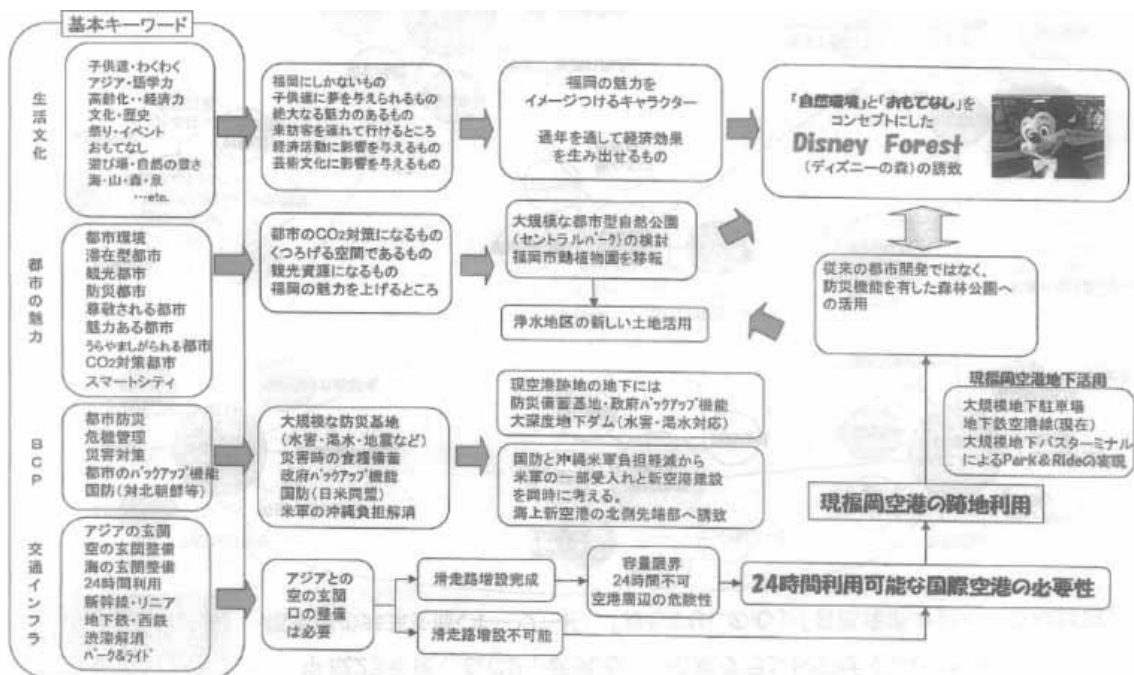 基本キーワード
生活文化
子供達・わくわく
アジア・語学力
高齢化・・経済力
文化・歴史
祭り・イベント
おもてなし
遊び場・自然の豊さ
海・山・森・泉
…etc.
福岡にしかないもの
子供達に夢を与えられるもの
絶大なる魅力のあるもの
来訪客を連れて行けるところ
経済活動に影響を与えるもの
芸術文化に影響を与えるもの
福岡の魅力を
イメージつけるキャラクター
通年を通して経済効果
を生み出せるもの
「自然環境」と「おもてなし」を
コンセプトにした
Disney Forest
(ディズニーの森)の誘致
都市の魅力
都市環境
滞在型都市
観光都市
防災都市
尊敬される都市
魅力ある都市
うらやましがられる都市
CO2対策都市
スマートシティ
都市のCO2対策になるもの
くつろげる空間であるもの
観光資源になるもの
福岡の魅力を上げるところ
大規模な都市型自然公園
(セントラルパーク)の検討
福岡市動植物園を移転
浄水地区の新しい土地活用
従来の都市開発ではなく、
防災機能を有した森林公園へ
の活用
現福岡空港地下活用
大規模地下駐車場
地下鉄空港線(現在)
大規模地下バスターミナル
によるPark&Rideの実現
BCP
都市防災
危機管理
災害対策
都市のバックアップ機能
国防(対北朝鮮等)
大規模な防災基地
(水害・渇水・地震など)
災害時の食糧備蓄
政府バックアップ機能
国防(日米同盟)
米軍の沖縄負担解消
現空港跡地の地下には
防災備蓄基地・政府バックアップ機能
大深度地下ダム(水害・渇水対応)
国防と沖縄米軍負担軽減から
米軍の一部受入れと新空港建設
を同時に考える。
海上新空港の北側先端部へ誘致
現福岡空港の跡地利用
交通インフラ
アジアの玄関
空の玄関整備
海の玄関整備
24時間利用
新幹線・リニア
地下鉄・西鉄
渋滞解消
パーク&ライド
アジアとの
空の玄関
口の整備
は必要
滑走路増設完成
滑走路増設不可能
容量限界
24時間不可
空港周辺の危険性
24時間利用可能な国際空港の必要性